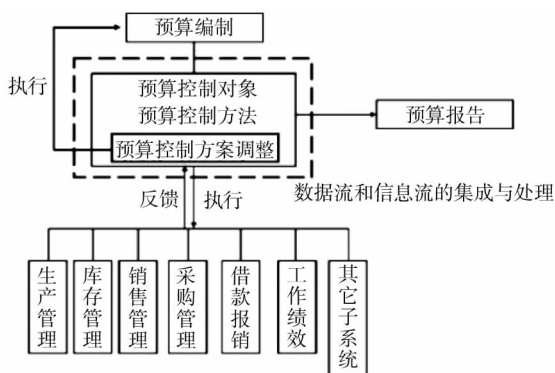 预算编制
执行
预算控制对象
预算控制方法
预算控制方案调整
预算报告
数据流和信息流的集成与处理
反馈
执行
生产管理
库存管理
销售管理
采购管理
借款报销
工作绩效
其它子系统